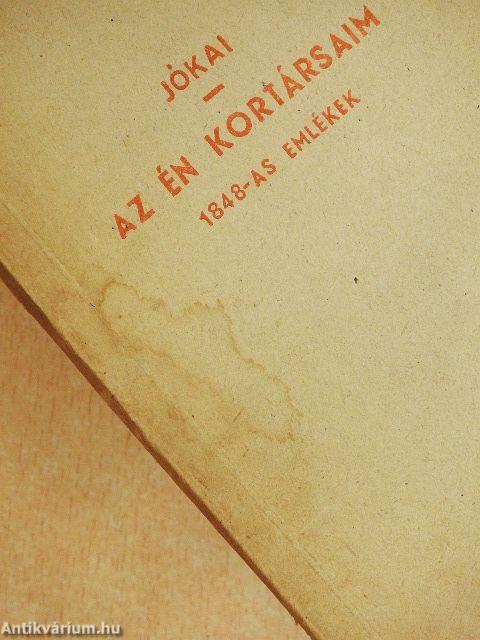 JÓKAI
AZ ÉN KORTÁRSAIM
1848-AS EMLÉKEK
Antikvárium.hu